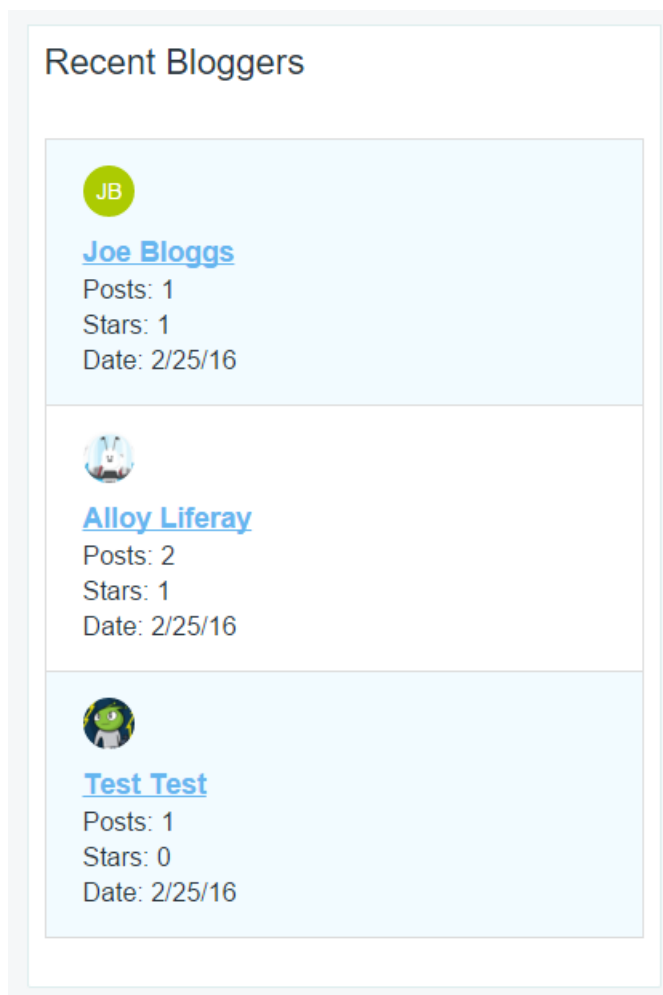 Recent Bloggers
JB
Joe Bloggs
Posts: 1
Stars: 1
Date: 2/25/16
Alloy Liferay
Posts: 2
Stars: 1
Date: 2/25/16
Test Test
Posts: 1
Stars: 0
Date: 2/25/16